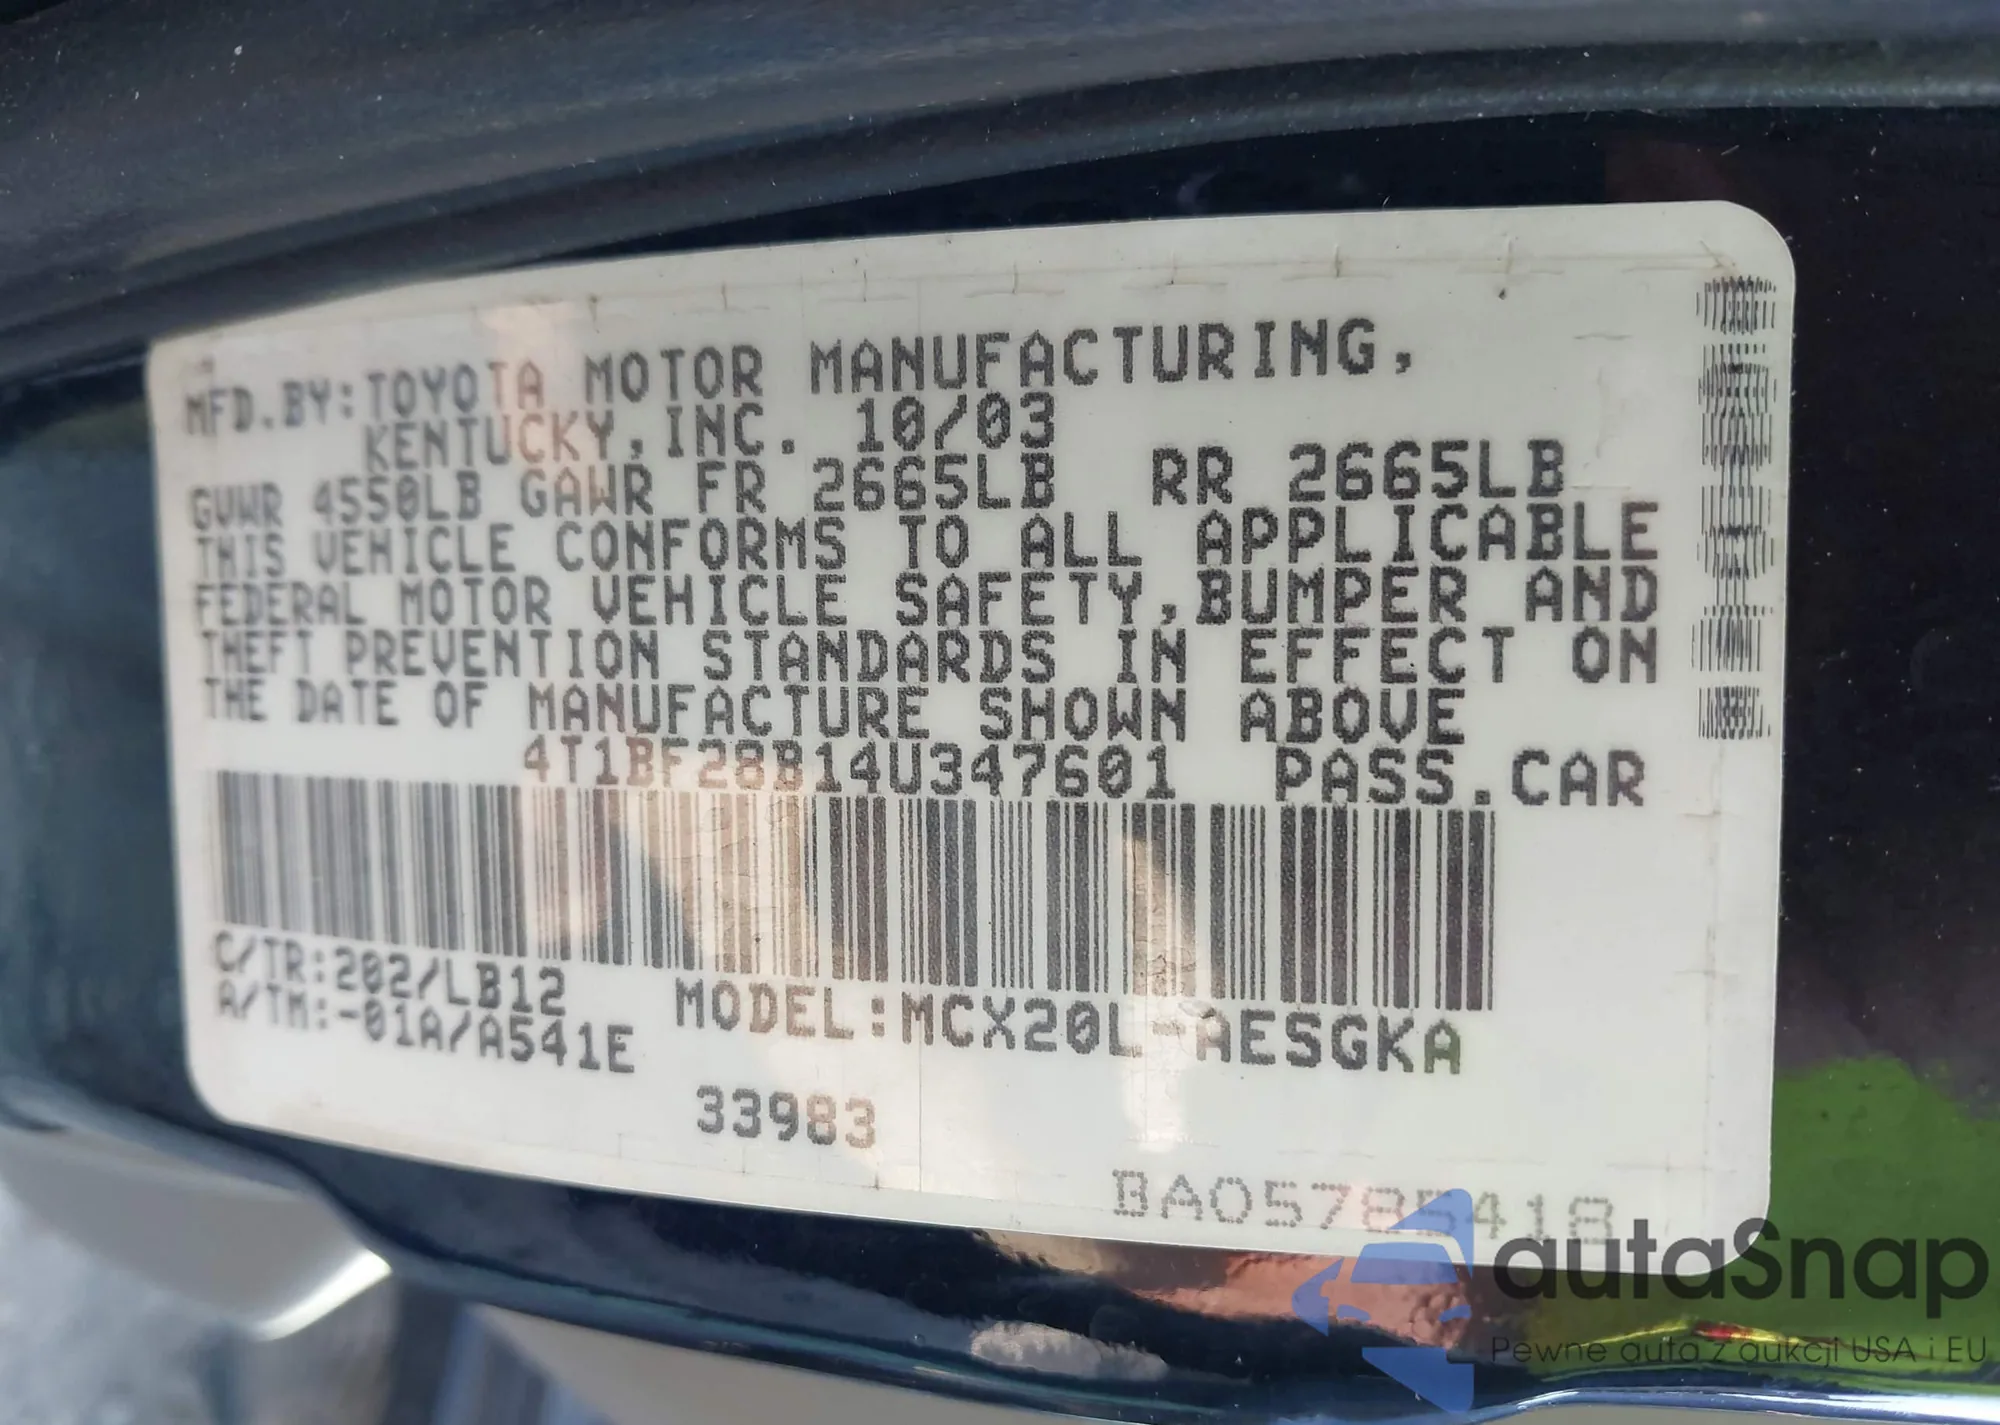 MFD.BY:TOYOTA MOTOR MANUFACTURING,
KENTUCKY,INC. 10/03
GVWR 4550LB GAWR FR 2665LB RR 2665LB
THIS VEHICLE CONFORMS TO ALL APPLICABLE
FEDERAL MOTOR VEHICLE SAFETY,BUMPER AND
THEFT PREVENTION STANDARDS IN EFFECT ON
THE DATE OF MANUFACTURE SHOWN ABOVE
4T1BF28B14U347601 PASS.CAR
C/TR:202/LB12
A/TM:-01A/A541E
MODEL:MCX20L-AESGKA
33983
BA05785418
autaSnap
Pewne auta z aukcji USA i EU